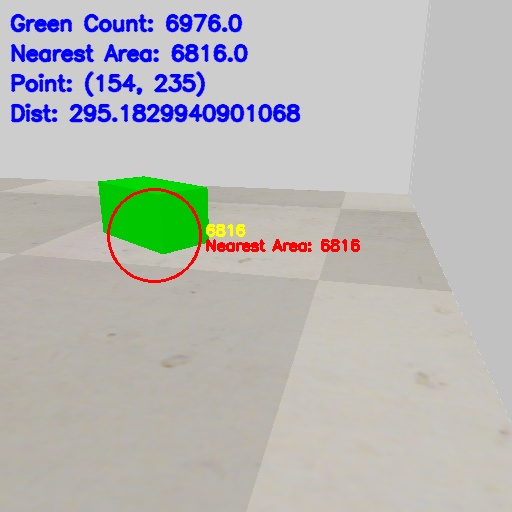 Green Count: 6976.0
Nearest Area: 6816.0
Point: (154, 235)
Dist: 295.1829940901068
6816
Nearest Area: 6816